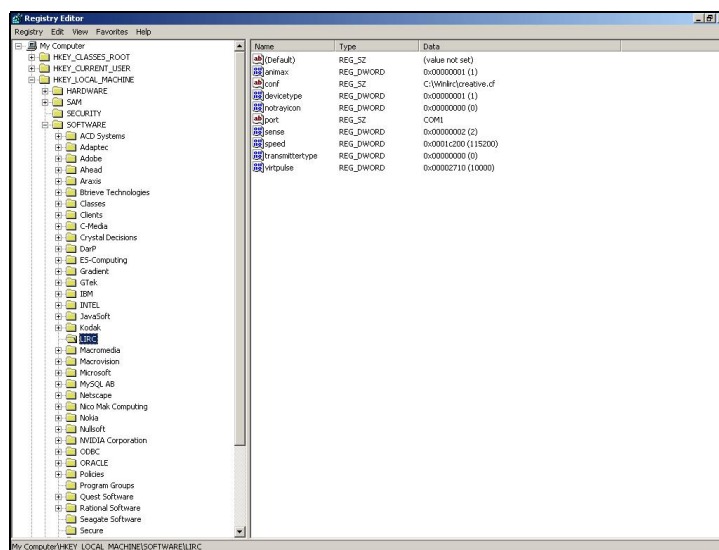 Registry Editor
Registry Edit View Favorites Help
My Computer
HKEY_CLASSES_ROOT
HKEY_CURRENT_USER
HKEY_LOCAL_MACHINE
HARDWARE
SAM
SECURITY
SOFTWARE
ACD Systems
Adaptec
Adobe
Ahead
Araxis
Btrieve Technologies
Classes
Clients
C-Media
Crystal Decisions
DarP
ES-Computing
Gradient
GTek
IBM
INTEL
JavaSoft
Kodak
LIRC
Macromedia
Macrovision
Microsoft
MySQL AB
Netscape
Nico Mak Computing
Nokia
Nullsoft
NVIDIA Corporation
ODBC
ORACLE
Policies
Program Groups
Quest Software
Rational Software
Seagate Software
Secure
Name Type Data
(Default) REG_SZ (value not set)
animax REG_DWORD 0x00000001 (1)
conf REG_SZ C:\Winlirc\creative.cf
devicetype REG_DWORD 0x00000001 (1)
notrayicon REG_DWORD 0x00000000 (0)
port REG_SZ COM1
sense REG_DWORD 0x00000002 (2)
speed REG_DWORD 0x0001c200 (115200)
transmittertype REG_DWORD 0x00000000 (0)
virtpulse REG_DWORD 0x00002710 (10000)
My Computer\HKEY_LOCAL_MACHINE\SOFTWARE\LIRC